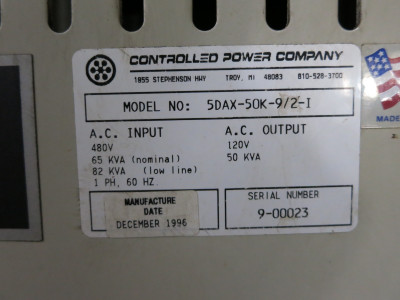 CONTROLLED POWER COMPANY
1855 STEPHENSON HWY TROY, MI 48083 810-528-3700
MODEL NO: 5DAX-50K-9/2-I
A.C. INPUT A.C. OUTPUT
480V 120V
65 KVA (nominal) 50 KVA
82 KVA (low line)
1 PH, 60 HZ.
MANUFACTURE
DATE
DECEMBER 1996
SERIAL NUMBER
9-00023
MADE